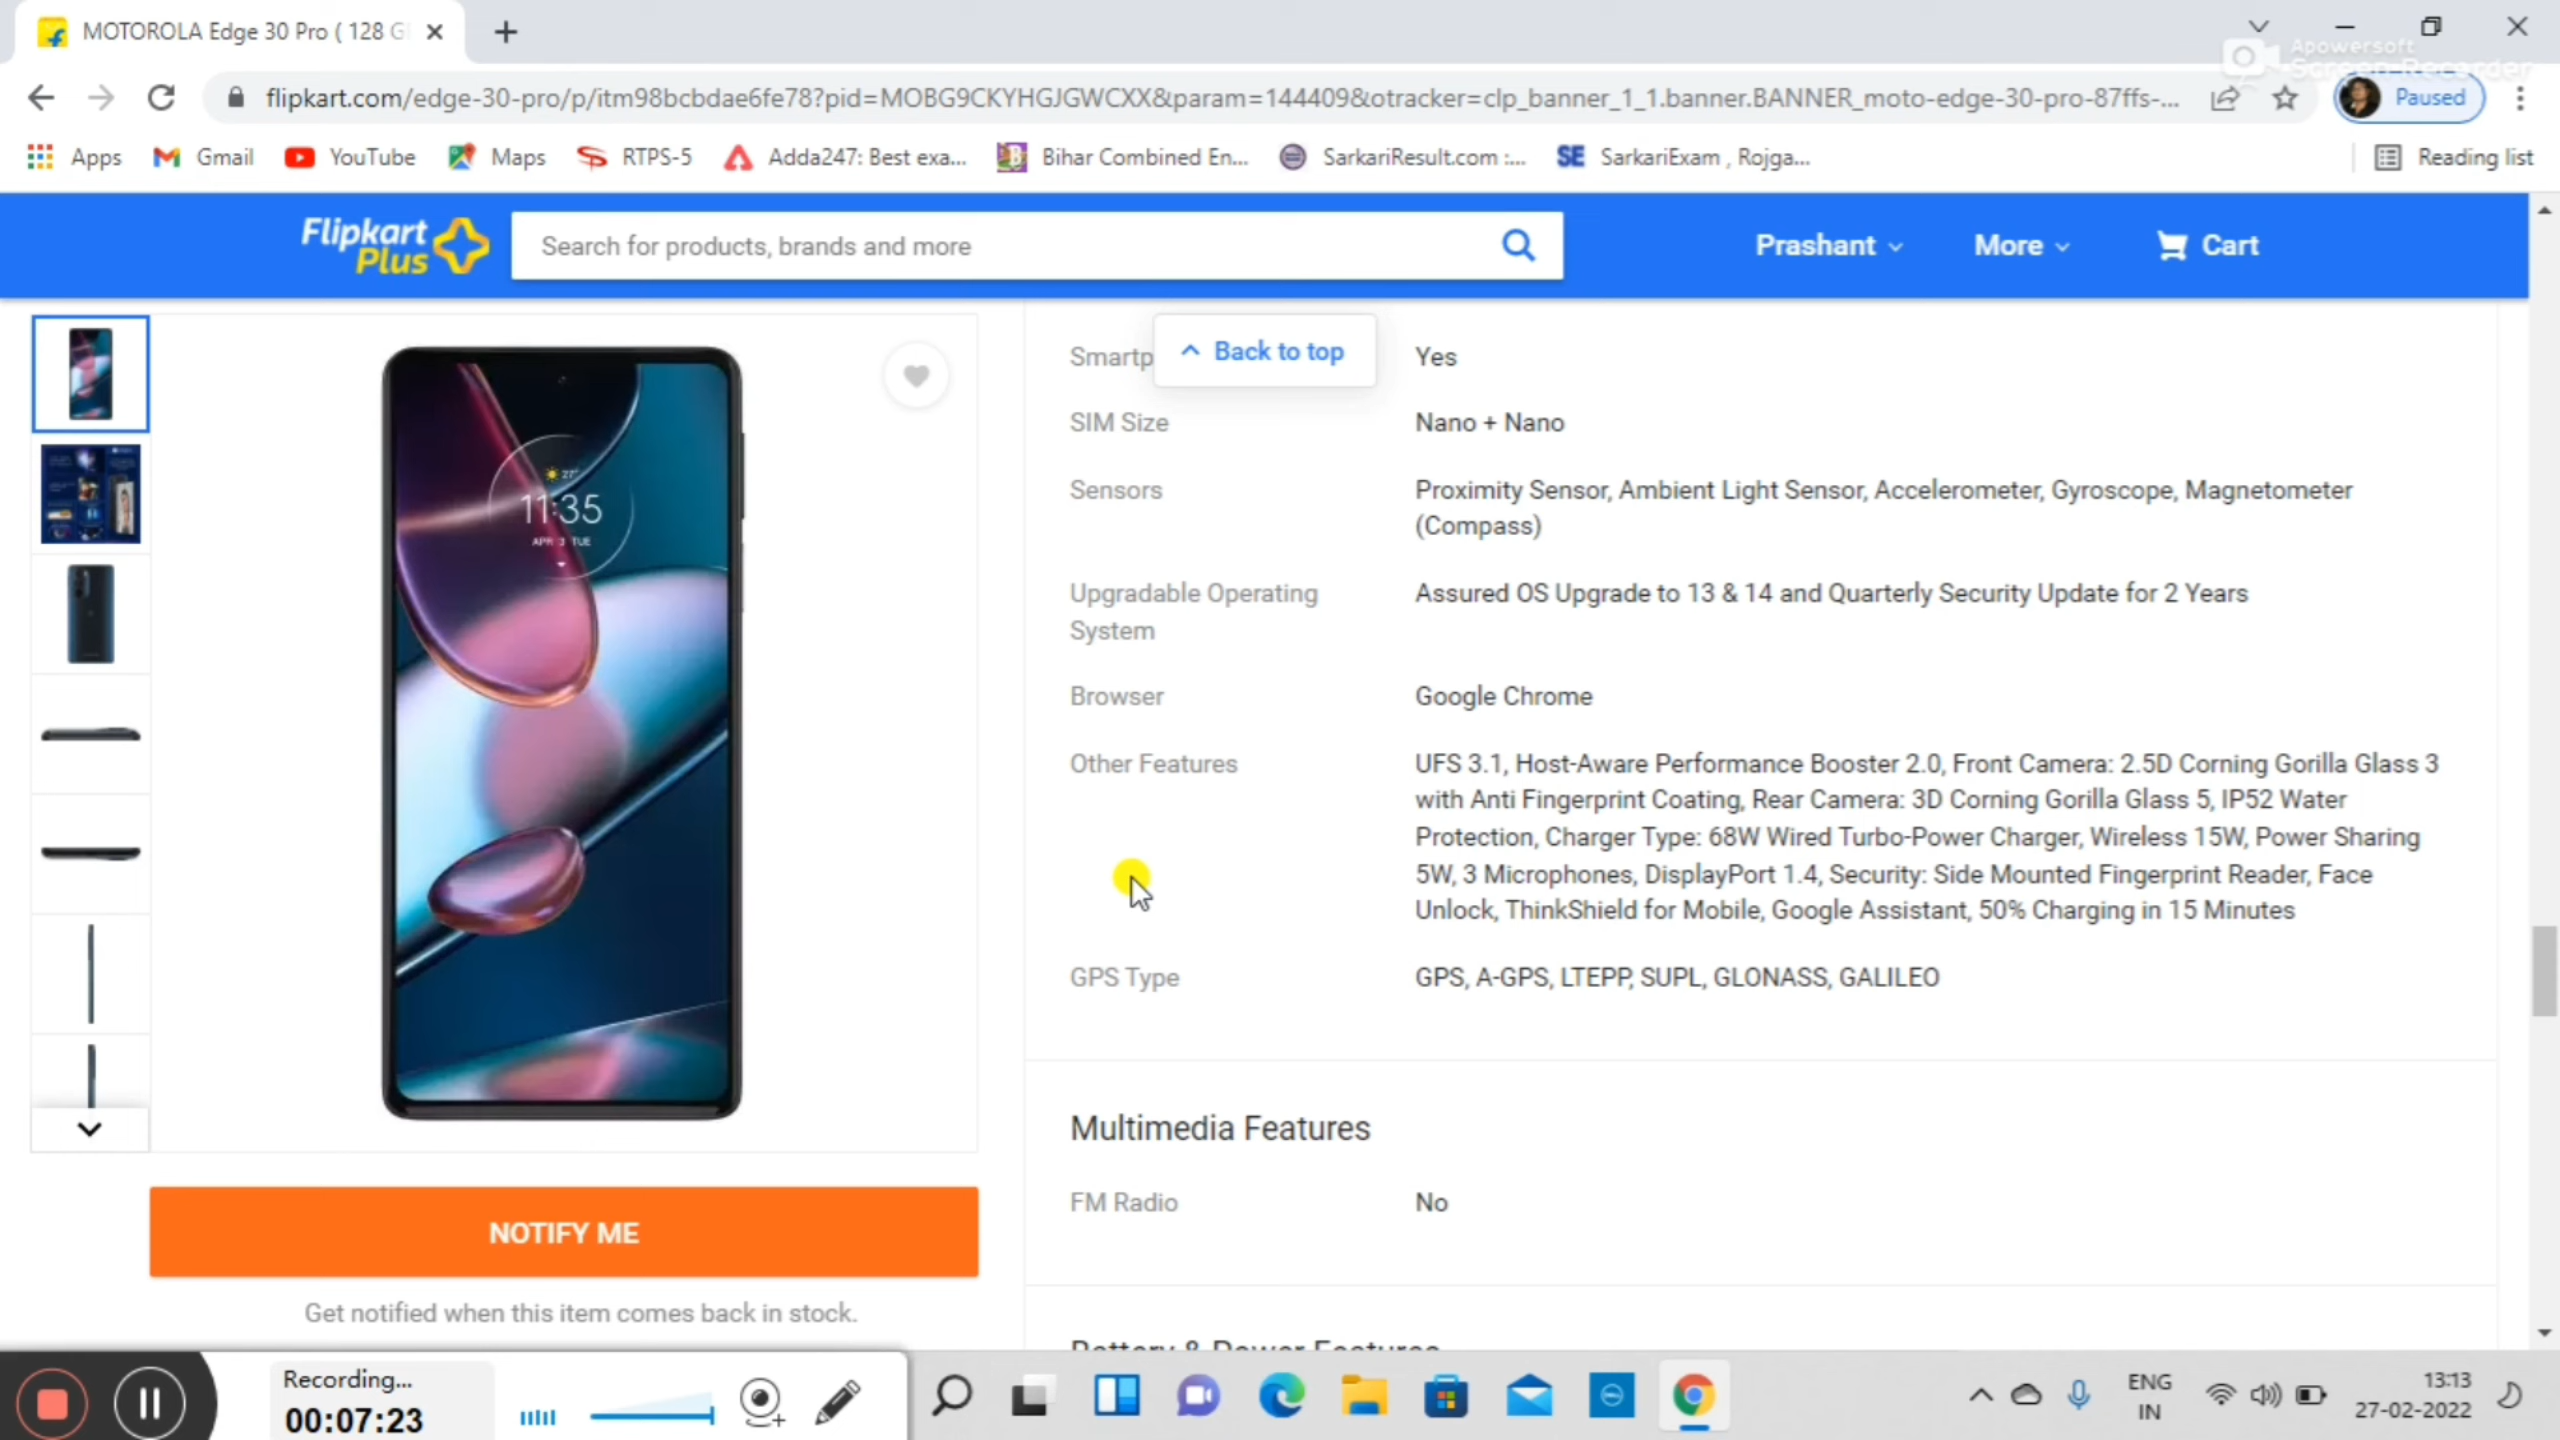 MOTOROLA Edge 30 Pro ( 128 G
Apowersoft
Screen Recorder
flipkart.com/edge-30-pro/p/itm98bcbdae6fe78?pid=MOBG9CKYHGJGWCXX&param=144409&otracker=clp_banner_1_1.banner.BANNER_moto-edge-30-pro-87ffs-...
Paused
Apps
Gmail
YouTube
Maps
RTPS-5
Adda247: Best exa...
Bihar Combined En...
SarkariResult.com :...
SE
SarkariExam , Rojga...
Reading list
Flipkart
Plus
Search for products, brands and more
Prashant
More
Cart
Smartp
Back to top
Yes
SIM Size
Nano + Nano
Sensors
Proximity Sensor, Ambient Light Sensor, Accelerometer, Gyroscope, Magnetometer
(Compass)
Upgradable Operating
System
Assured OS Upgrade to 13 & 14 and Quarterly Security Update for 2 Years
Browser
Google Chrome
Other Features
UFS 3.1, Host-Aware Performance Booster 2.0, Front Camera: 2.5D Corning Gorilla Glass 3
with Anti Fingerprint Coating, Rear Camera: 3D Corning Gorilla Glass 5, IP52 Water
Protection, Charger Type: 68W Wired Turbo-Power Charger, Wireless 15W, Power Sharing
5W, 3 Microphones, DisplayPort 1.4, Security: Side Mounted Fingerprint Reader, Face
Unlock, ThinkShield for Mobile, Google Assistant, 50% Charging in 15 Minutes
GPS Type
GPS, A-GPS, LTEPP, SUPL, GLONASS, GALILEO
Multimedia Features
FM Radio
No
Battery & Power Features
27°
11:35
APR 3 TUE
NOTIFY ME
Get notified when this item comes back in stock.
Recording...
00:07:23
ENG
IN
13:13
27-02-2022